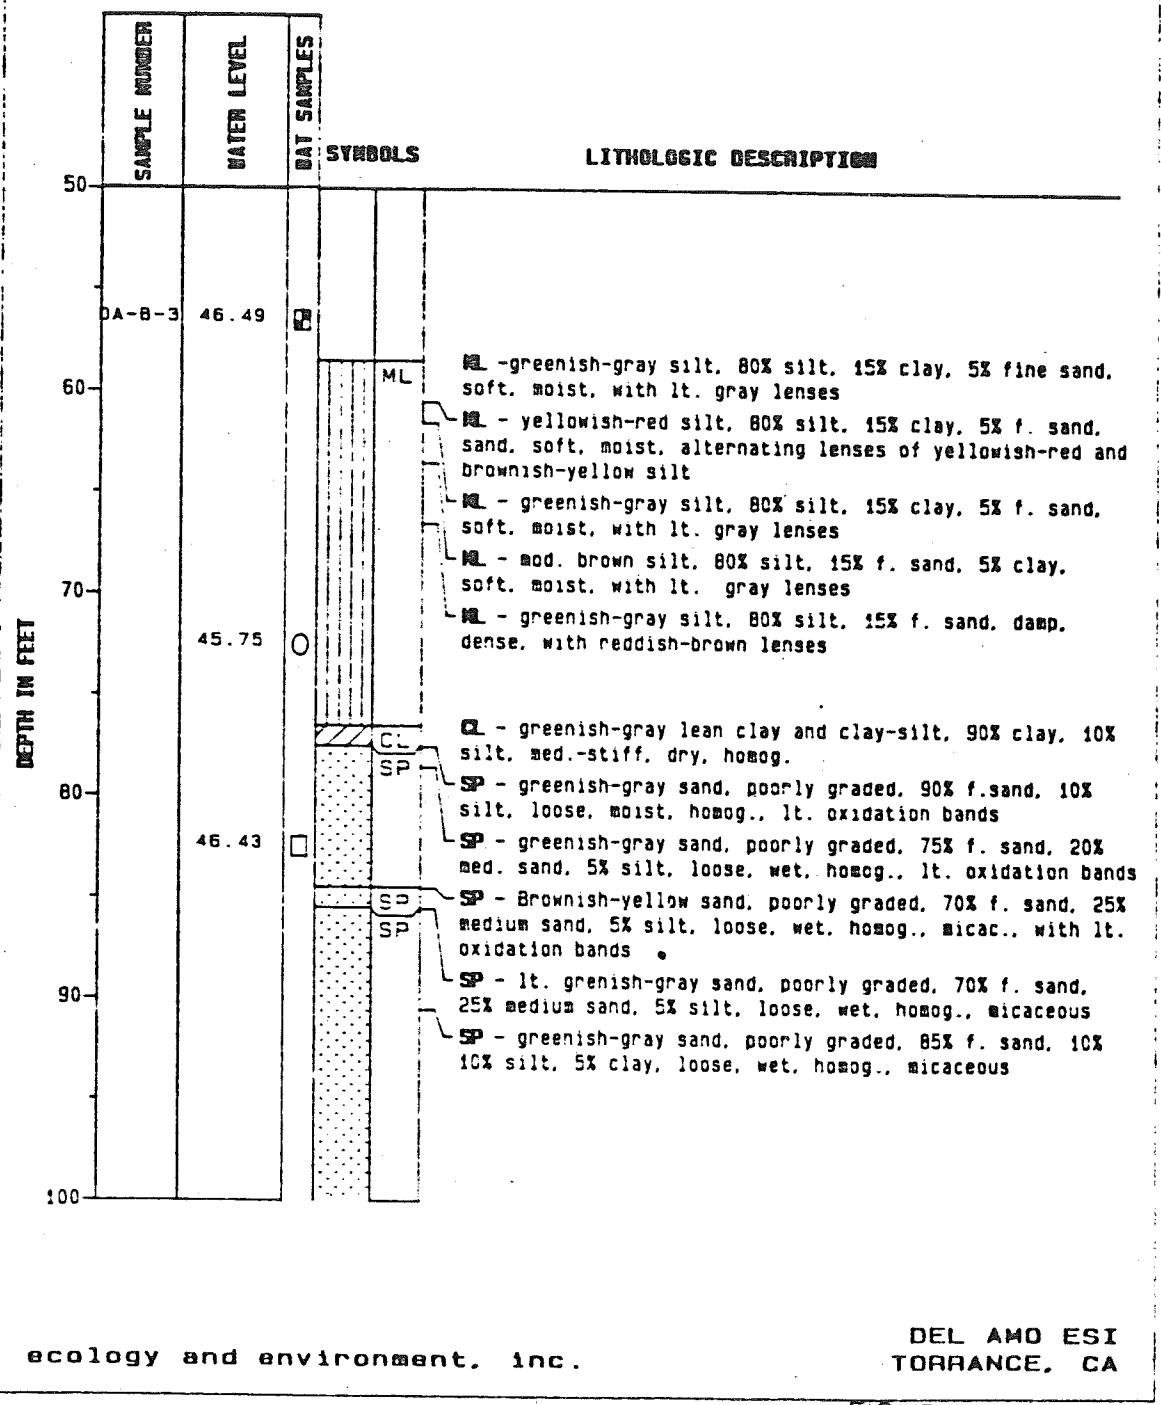 SAMPLE NUMBER
WATER LEVEL
BAT SAMPLES
SYMBOLS
LITHOLOGIC DESCRIPTION
50
DA-B-3 46.49
ML
ML -greenish-gray silt, 80% silt, 15% clay, 5% fine sand,
soft, moist, with lt. gray lenses
60
ML - yellowish-red silt, 80% silt, 15% clay, 5% f. sand,
sand, soft, moist, alternating lenses of yellowish-red and
brownish-yellow silt
ML - greenish-gray silt, 80% silt, 15% clay, 5% f. sand,
soft, moist, with lt. gray lenses
ML - mod. brown silt, 80% silt, 15% f. sand, 5% clay,
soft, moist, with lt. gray lenses
70
ML - greenish-gray silt, 80% silt, 15% f. sand, damp,
dense, with reddish-brown lenses
45.75
DEPTH IN FEET
CL
CL - greenish-gray lean clay and clay-silt, 90% clay, 10%
silt, med.-stiff, dry, homog.
SP
SP - greenish-gray sand, poorly graded, 90% f.sand, 10%
silt, loose, moist, homog., lt. oxidation bands
80
46.43
SP - greenish-gray sand, poorly graded, 75% f. sand, 20%
med. sand, 5% silt, loose, wet, homog., lt. oxidation bands
SP
SP - Brownish-yellow sand, poorly graded, 70% f. sand, 25%
medium sand, 5% silt, loose, wet, homog., micac., with lt.
oxidation bands
SP
SP - lt. grenish-gray sand, poorly graded, 70% f. sand,
25% medium sand, 5% silt, loose, wet, homog., micaceous
90
SP - greenish-gray sand, poorly graded, 85% f. sand, 10%
10% silt, 5% clay, loose, wet, homog., micaceous
100
ecology and environment, inc.
DEL AMO ESI
TORRANCE, CA